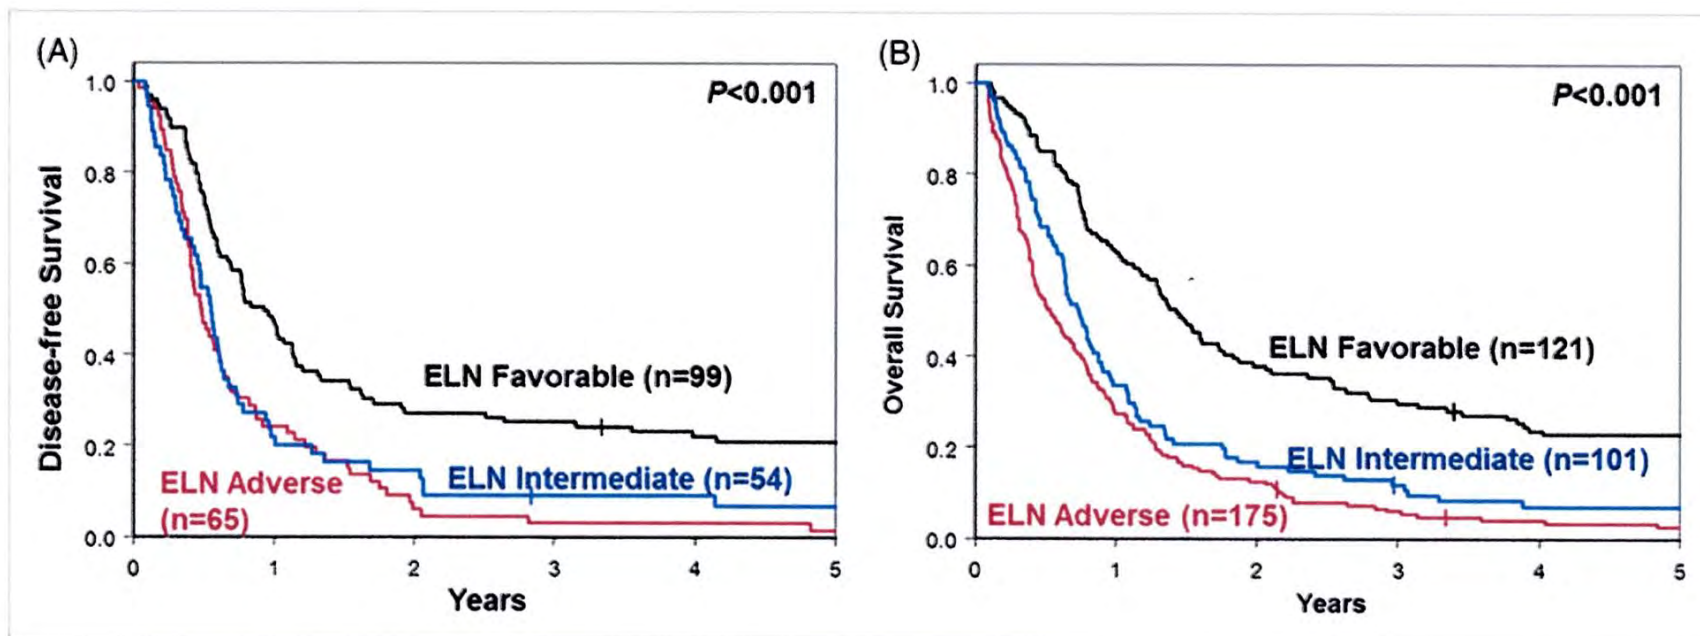 (A)
P<0.001
Disease-free Survival
1.0
0.8
0.6
0.4
0.2
0.0
ELN Favorable (n=99)
ELN Intermediate (n=54)
ELN Adverse
(n=65)
0 1 2 3 4 5
Years
(B)
P<0.001
Overall Survival
1.0
0.8
0.6
0.4
0.2
0.0
ELN Favorable (n=121)
ELN Intermediate (n=101)
ELN Adverse (n=175)
0 1 2 3 4 5
Years